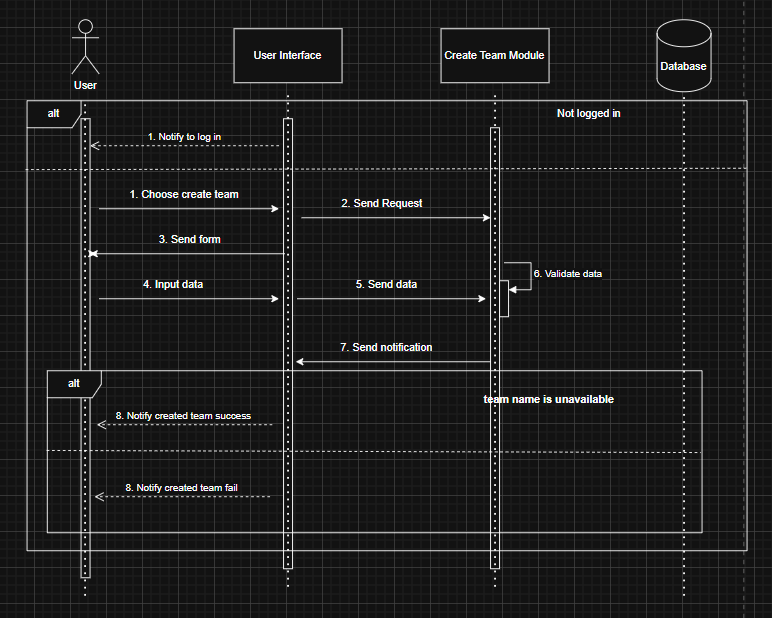 User Interface
Create Team Module
Database
User
alt
Not logged in
1. Notify to log in
1. Choose create team
2. Send Request
3. Send form
6. Validate data
4. Input data
5. Send data
7. Send notification
alt
team name is unavailable
8. Notify created team success
8. Notify created team fail